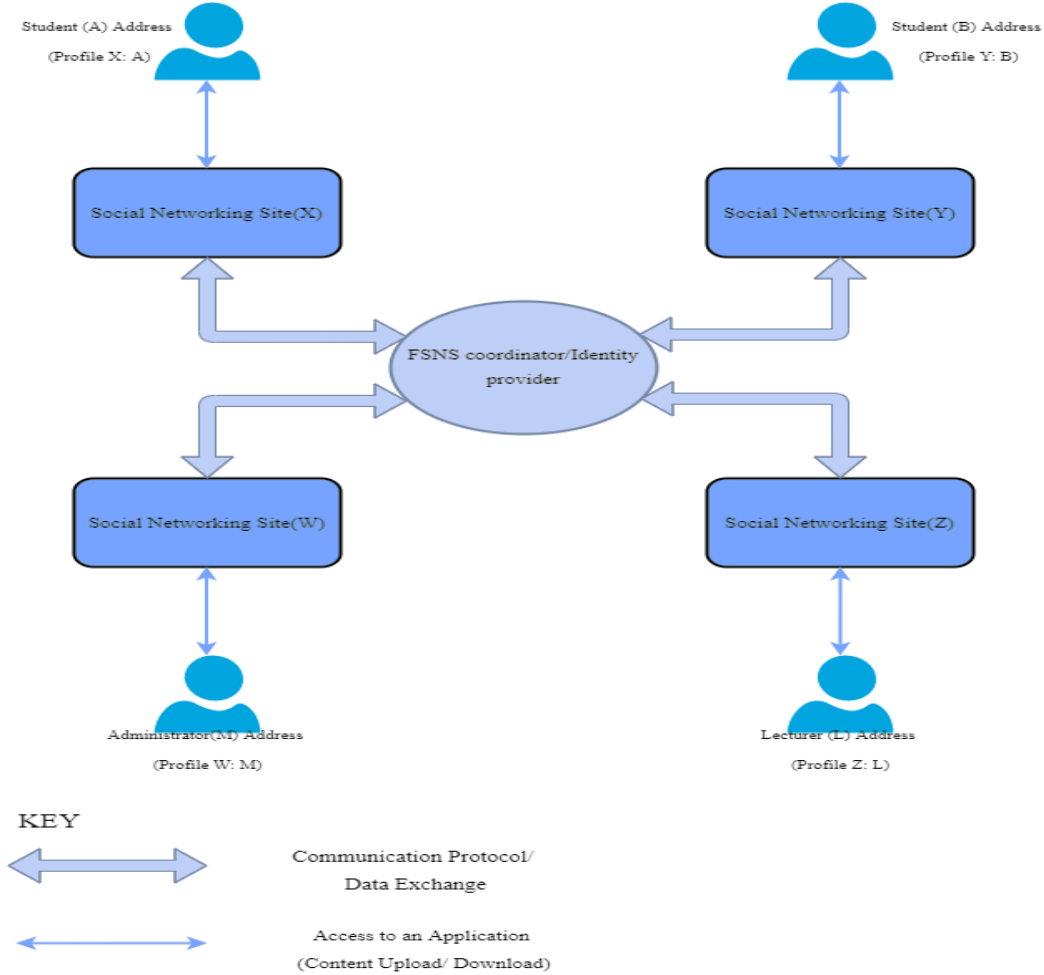 Student (A) Address
(Profile X: A)
Student (B) Address
(Profile Y: B)
Social Networking Site(X)
Social Networking Site(Y)
FSNS coordinator/Identity
provider
Social Networking Site(W)
Social Networking Site(Z)
Administrator(M) Address
(Profile W: M)
Lecturer (L) Address
(Profile Z: L)
KEY
Communication Protocol/
Data Exchange
Access to an Application
(Content Upload/ Download)